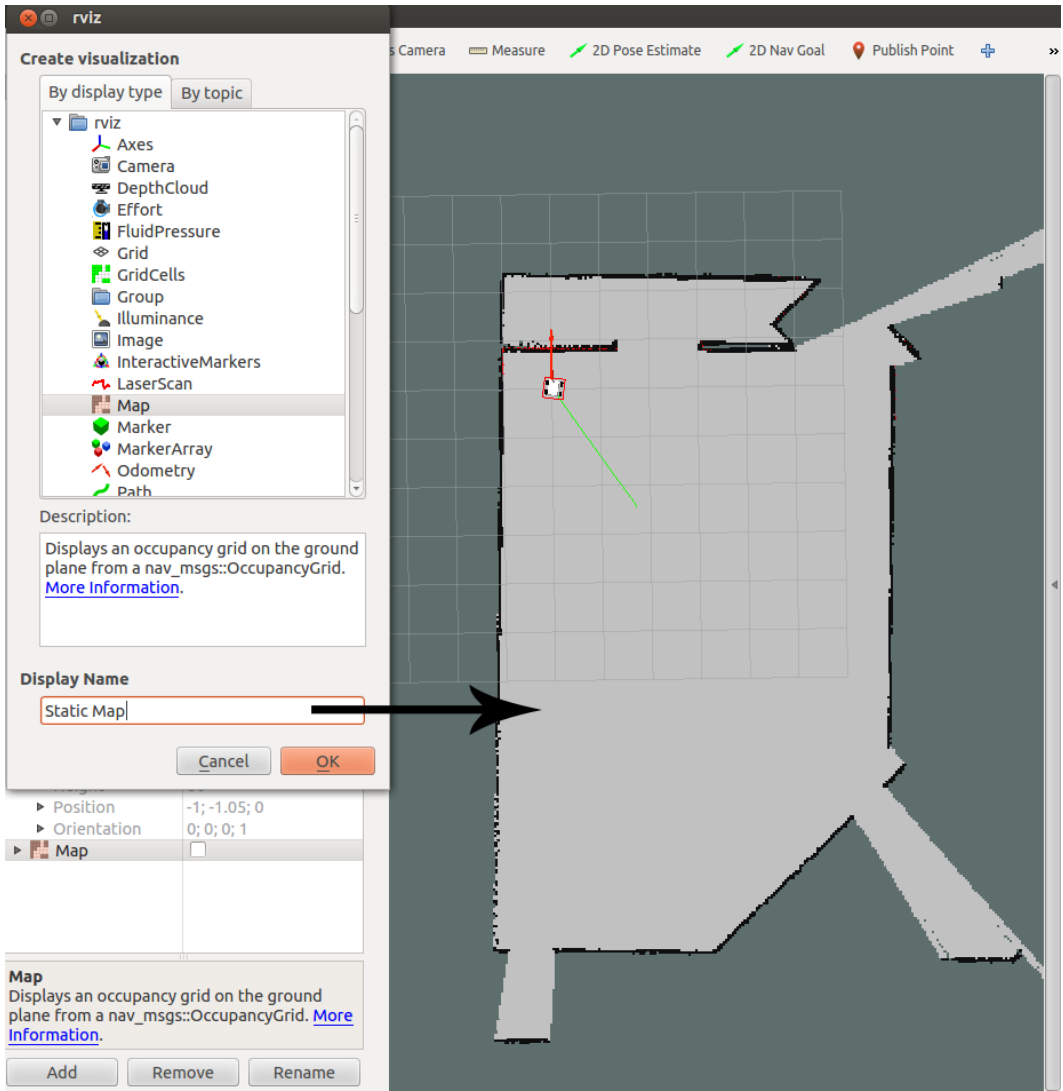 rviz
Create visualization
By display type By topic
rviz
Axes
Camera
DepthCloud
Effort
FluidPressure
Grid
GridCells
Group
Illuminance
Image
InteractiveMarkers
LaserScan
Map
Marker
MarkerArray
Odometry
Path
Description:
Displays an occupancy grid on the ground
plane from a nav_msgs::OccupancyGrid.
More Information.
Display Name
Static Map
Cancel OK
s Camera Measure 2D Pose Estimate 2D Nav Goal Publish Point »
Position -1; -1.05; 0
Orientation 0; 0; 0; 1
Map
Map
Displays an occupancy grid on the ground
plane from a nav_msgs::OccupancyGrid. More
Information.
Add Remove Rename